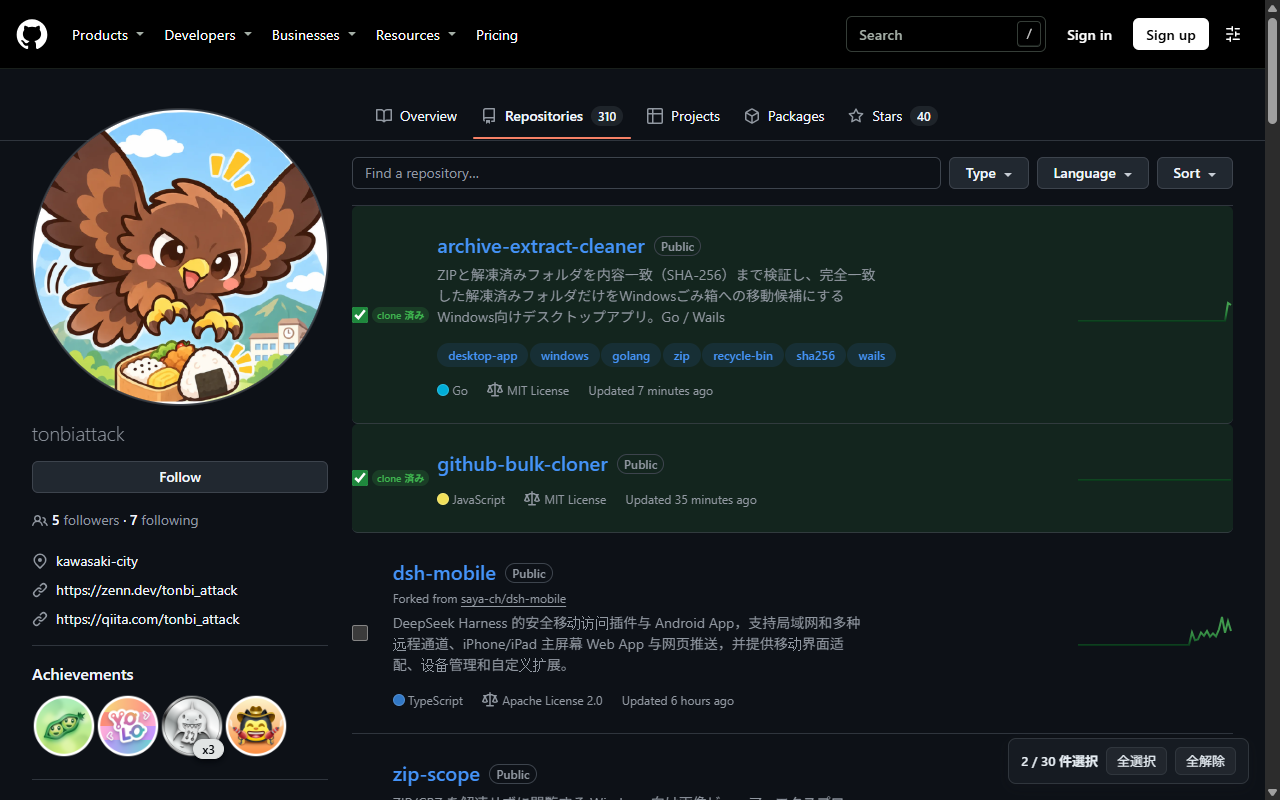 Products
Developers
Businesses
Resources
Pricing
Search
/
Sign in
Sign up
Overview
Repositories 310
Projects
Packages
Stars 40
Find a repository...
Type
Language
Sort
tonbiattack
Follow
5 followers · 7 following
kawasaki-city
https://zenn.dev/tonbi_attack
https://qiita.com/tonbi_attack
Achievements
YOLO
x3
clone 済み
archive-extract-cleaner Public
ZIPと解凍済みフォルダを内容一致（SHA-256）まで検証し、完全一致
した解凍済みフォルダだけをWindowsごみ箱への移動候補にする
Windows向けデスクトップアプリ。Go / Wails
desktop-app windows golang zip recycle-bin sha256 wails
Go MIT License Updated 7 minutes ago
clone 済み
github-bulk-cloner Public
JavaScript MIT License Updated 35 minutes ago
dsh-mobile Public
Forked from saya-ch/dsh-mobile
DeepSeek Harness 的安全移动访问插件与 Android App，支持局域网和多种
远程通道、iPhone/iPad 主屏幕 Web App 与网页推送，并提供移动界面适
配、设备管理和自定义扩展。
TypeScript Apache License 2.0 Updated 6 hours ago
zip-scope Public
2 / 30 件選択 全選択 全解除